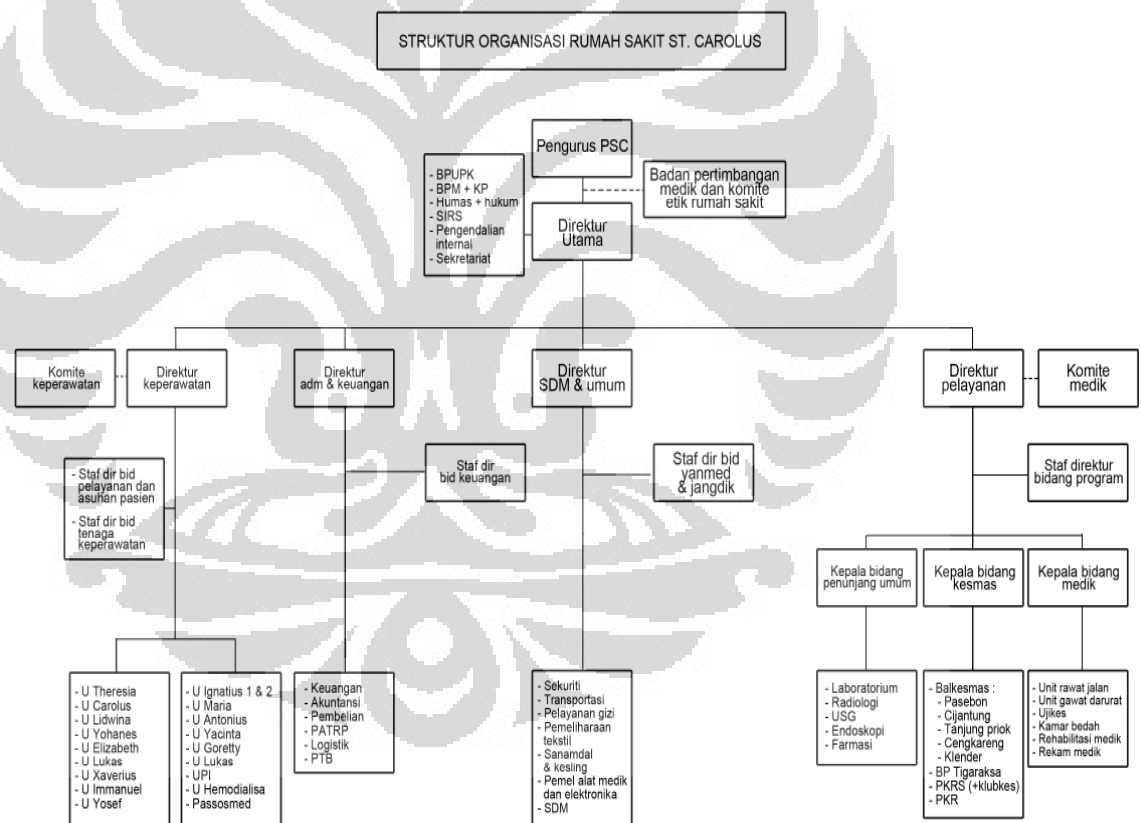 STRUKTUR ORGANISASI RUMAH SAKIT ST. CAROLUS
Pengurus PSC
- BPUPK
- BPM + KP
- Humas + hukum
- SIRS
- Pengendalian
internal
- Sekretariat
Badan pertimbangan
medik dan komite
etik rumah sakit
Direktur
Utama
Komite
keperawatan
Direktur
keperawatan
Direktur
adm & keuangan
Direktur
SDM & umum
Direktur
pelayanan
Komite
medik
- Staf dir bid
pelayanan dan
asuhan pasien
- Staf dir bid
tenaga
keperawatan
Staf dir
bid keuangan
Staf dir bid
yanmed
& jangdik
Staf direktur
bidang program
Kepala bidang
penunjang umum
Kepala bidang
kesmas
Kepala bidang
medik
- U Theresia
- U Carolus
- U Lidwina
- U Yohanes
- U Elizabeth
- U Lukas
- U Xaverius
- U Immanuel
- U Yosef
- U Ignatius 1 & 2
- U Maria
- U Antonius
- U Yacinta
- U Goretty
- U Lukas
- UPI
- U Hemodialisa
- Passosmed
- Keuangan
- Akuntansi
- Pembelian
- PATRP
- Logistik
- PTB
- Sekuriti
- Transportasi
- Pelayanan gizi
- Pemeliharaan
tekstil
- Sanamdal
& kesling
- Pemel alat medik
dan elektronika
- SDM
- Laboratorium
- Radiologi
- USG
- Endoskopi
- Farmasi
- Balkesmas :
- Pasebon
- Cijantung
- Tanjung priok
- Cengkareng
- Klender
- BP Tigaraksa
- PKRS (+klubkes)
- PKR
- Unit rawat jalan
- Unit gawat darurat
- Ujikes
- Kamar bedah
- Rehabilitasi medik
- Rekam medik